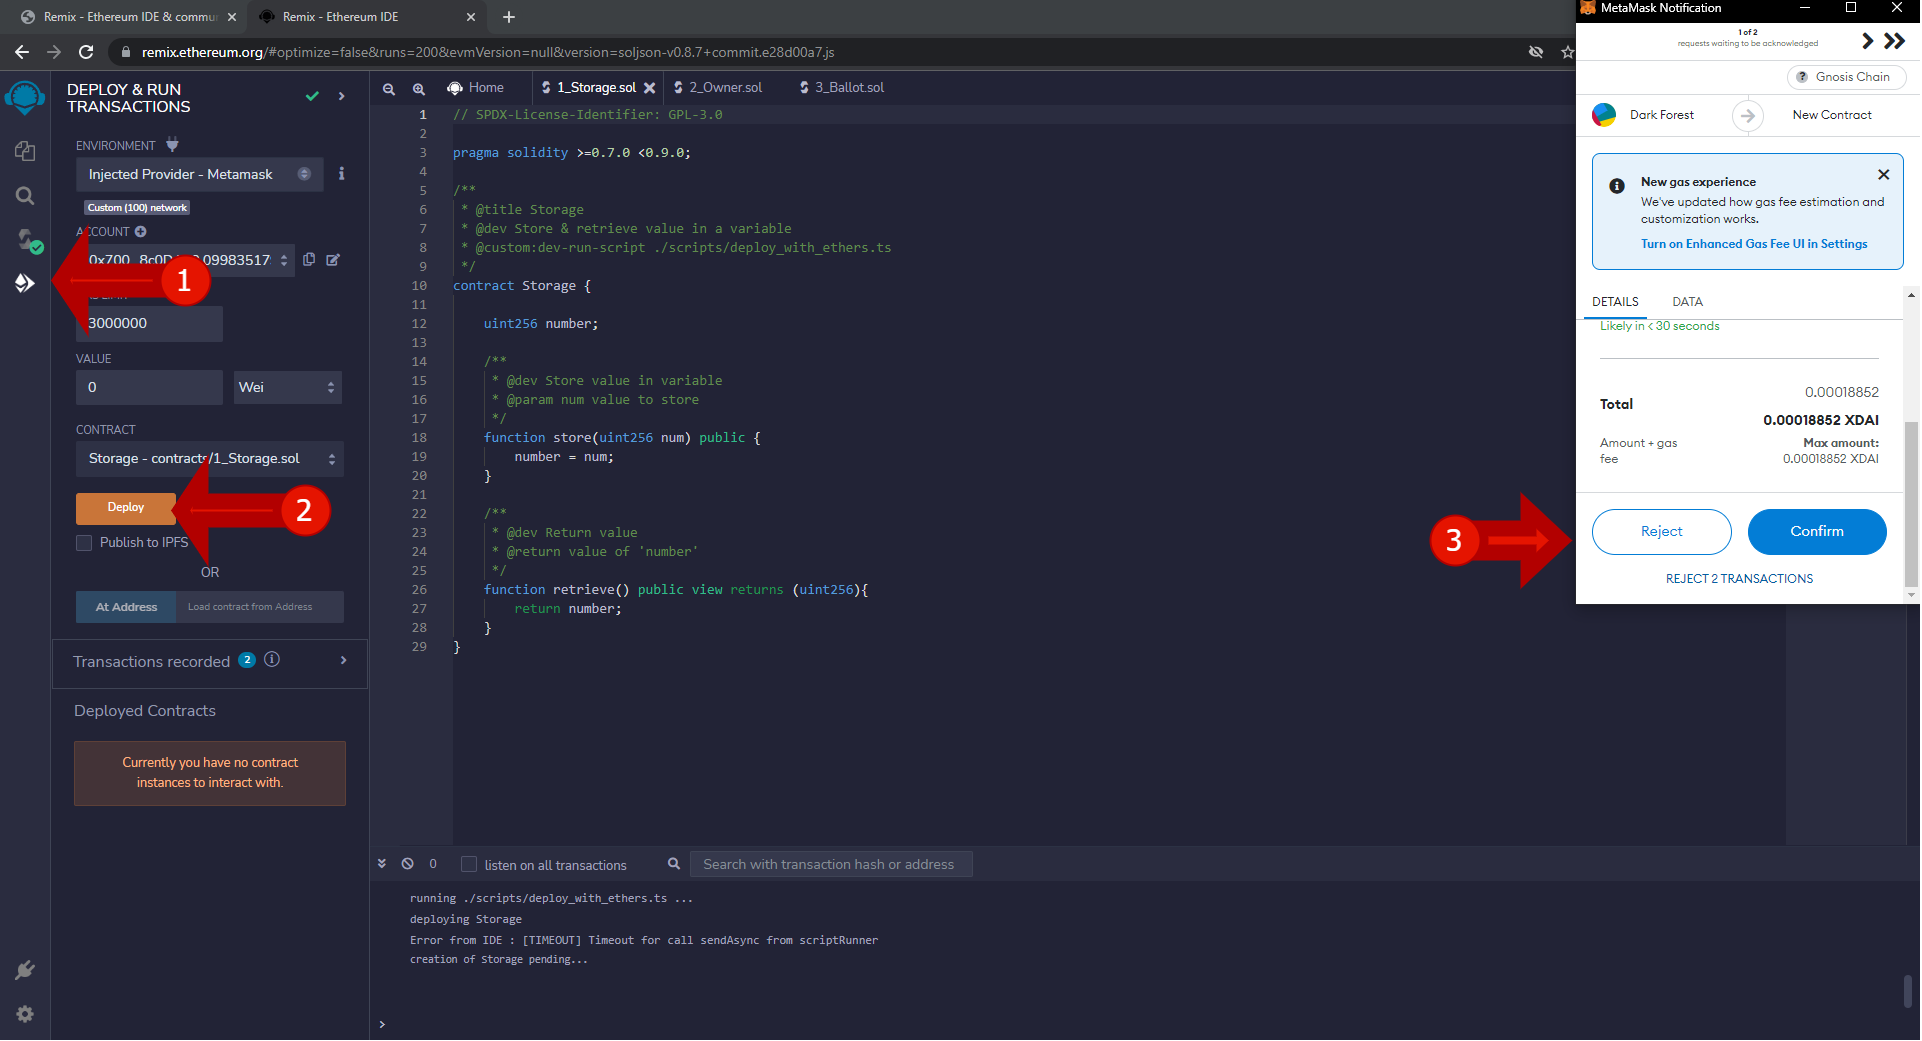 Remix - Ethereum IDE & commu
Remix - Ethereum IDE
remix.ethereum.org/#optimize=false&runs=200&evmVersion=null&version=soljson-v0.8.7+commit.e28d00a7.js
DEPLOY & RUN
TRANSACTIONS
ENVIRONMENT
Injected Provider - Metamask
Custom (100) network
ACCOUNT
0x700...8c0D
099835175
1
3000000
VALUE
0
Wei
CONTRACT
Storage - contracts/1_Storage.sol
Deploy
2
Publish to IPFS
OR
At Address
Load contract from Address
Transactions recorded 2
Deployed Contracts
Currently you have no contract
instances to interact with.
Home
1_Storage.sol
2_Owner.sol
3_Ballot.sol
1 // SPDX-License-Identifier: GPL-3.0
2
3 pragma solidity >=0.7.0 <0.9.0;
4
5 /**
6 * @title Storage
7 * @dev Store & retrieve value in a variable
8 * @custom:dev-run-script ./scripts/deploy_with_ethers.ts
9 */
10 contract Storage {
11
12 uint256 number;
13
14 /**
15 * @dev Store value in variable
16 * @param num value to store
17 */
18 function store(uint256 num) public {
19 number = num;
20 }
21
22 /**
23 * @dev Return value
24 * @return value of 'number'
25 */
26 function retrieve() public view returns (uint256){
27 return number;
28 }
29 }
0
listen on all transactions
Search with transaction hash or address
running ./scripts/deploy_with_ethers.ts ...
deploying Storage
Error from IDE : [TIMEOUT] Timeout for call sendAsync from scriptRunner
creation of Storage pending...
>
MetaMask Notification
1 of 2
requests waiting to be acknowledged
Gnosis Chain
Dark Forest
New Contract
New gas experience
We've updated how gas fee estimation and
customization works.
Turn on Enhanced Gas Fee UI in Settings
DETAILS
DATA
Likely in < 30 seconds
0.00018852
Total
0.00018852 XDAI
Amount + gas
fee
Max amount:
0.00018852 XDAI
3
Reject
Confirm
REJECT 2 TRANSACTIONS